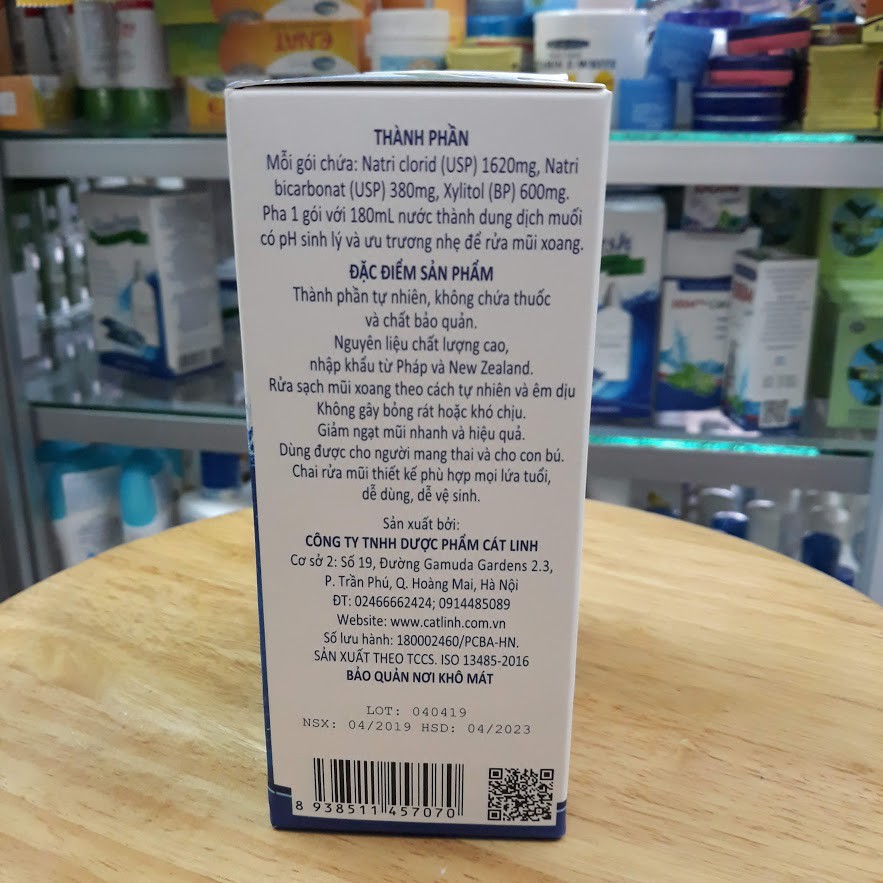 E.NAT
THÀNH PHẦN
Mỗi gói chứa: Natri clorid (USP) 1620mg, Natri
bicarbonat (USP) 380mg, Xylitol (BP) 600mg.
Pha 1 gói với 180mL nước thành dung dịch muối
có pH sinh lý và ưu trương nhẹ để rửa mũi xoang.
ĐẶC ĐIỂM SẢN PHẨM
Thành phần tự nhiên, không chứa thuốc
và chất bảo quản.
Nguyên liệu chất lượng cao,
nhập khẩu từ Pháp và New Zealand.
Rửa sạch mũi xoang theo cách tự nhiên và êm dịu
Không gây bỏng rát hoặc khó chịu.
Giảm ngạt mũi nhanh và hiệu quả.
Dùng được cho người mang thai và cho con bú.
Chai rửa mũi thiết kế phù hợp mọi lứa tuổi,
dễ dùng, dễ vệ sinh.
Sản xuất bởi:
CÔNG TY TNHH DƯỢC PHẨM CÁT LINH
Cơ sở 2: Số 19, Đường Gamuda Gardens 2.3,
P. Trần Phú, Q. Hoàng Mai, Hà Nội
ĐT: 02466662424; 0914485089
Website: www.catlinh.com.vn
Số lưu hành: 180002460/PCBA-HN.
SẢN XUẤT THEO TCCS. ISO 13485-2016
BẢO QUẢN NƠI KHÔ MÁT
LOT: 040419
NSX: 04/2019 HSD: 04/2023
8 938511 457070